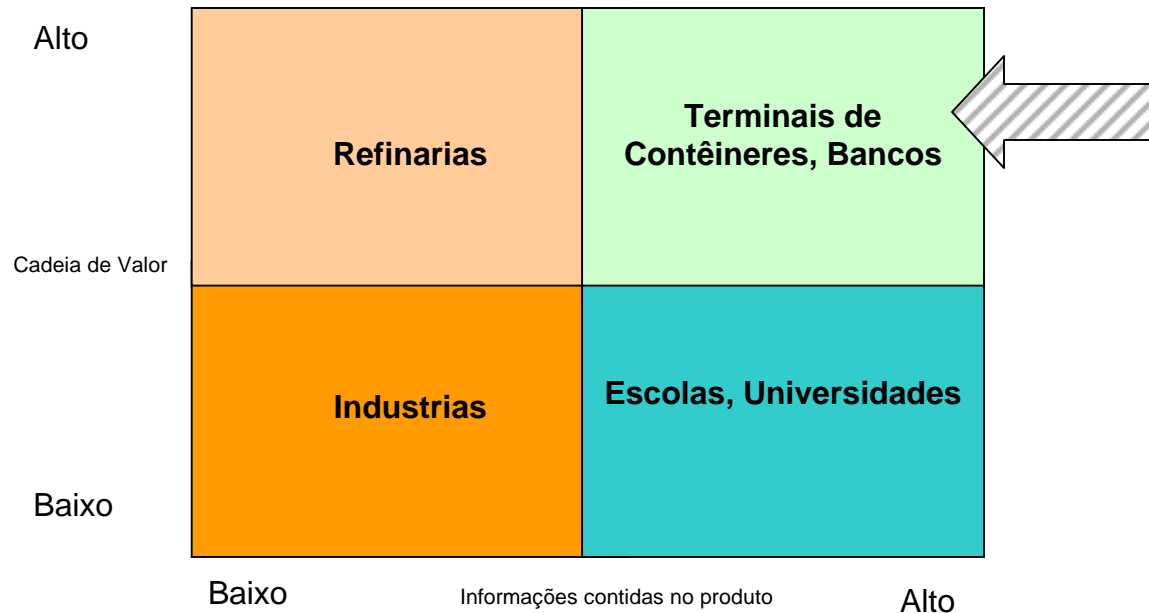 Alto
Refinarias
Terminais de
Contêineres, Bancos
Cadeia de Valor
Industrias
Escolas, Universidades
Baixo
Baixo
Informações contidas no produto
Alto